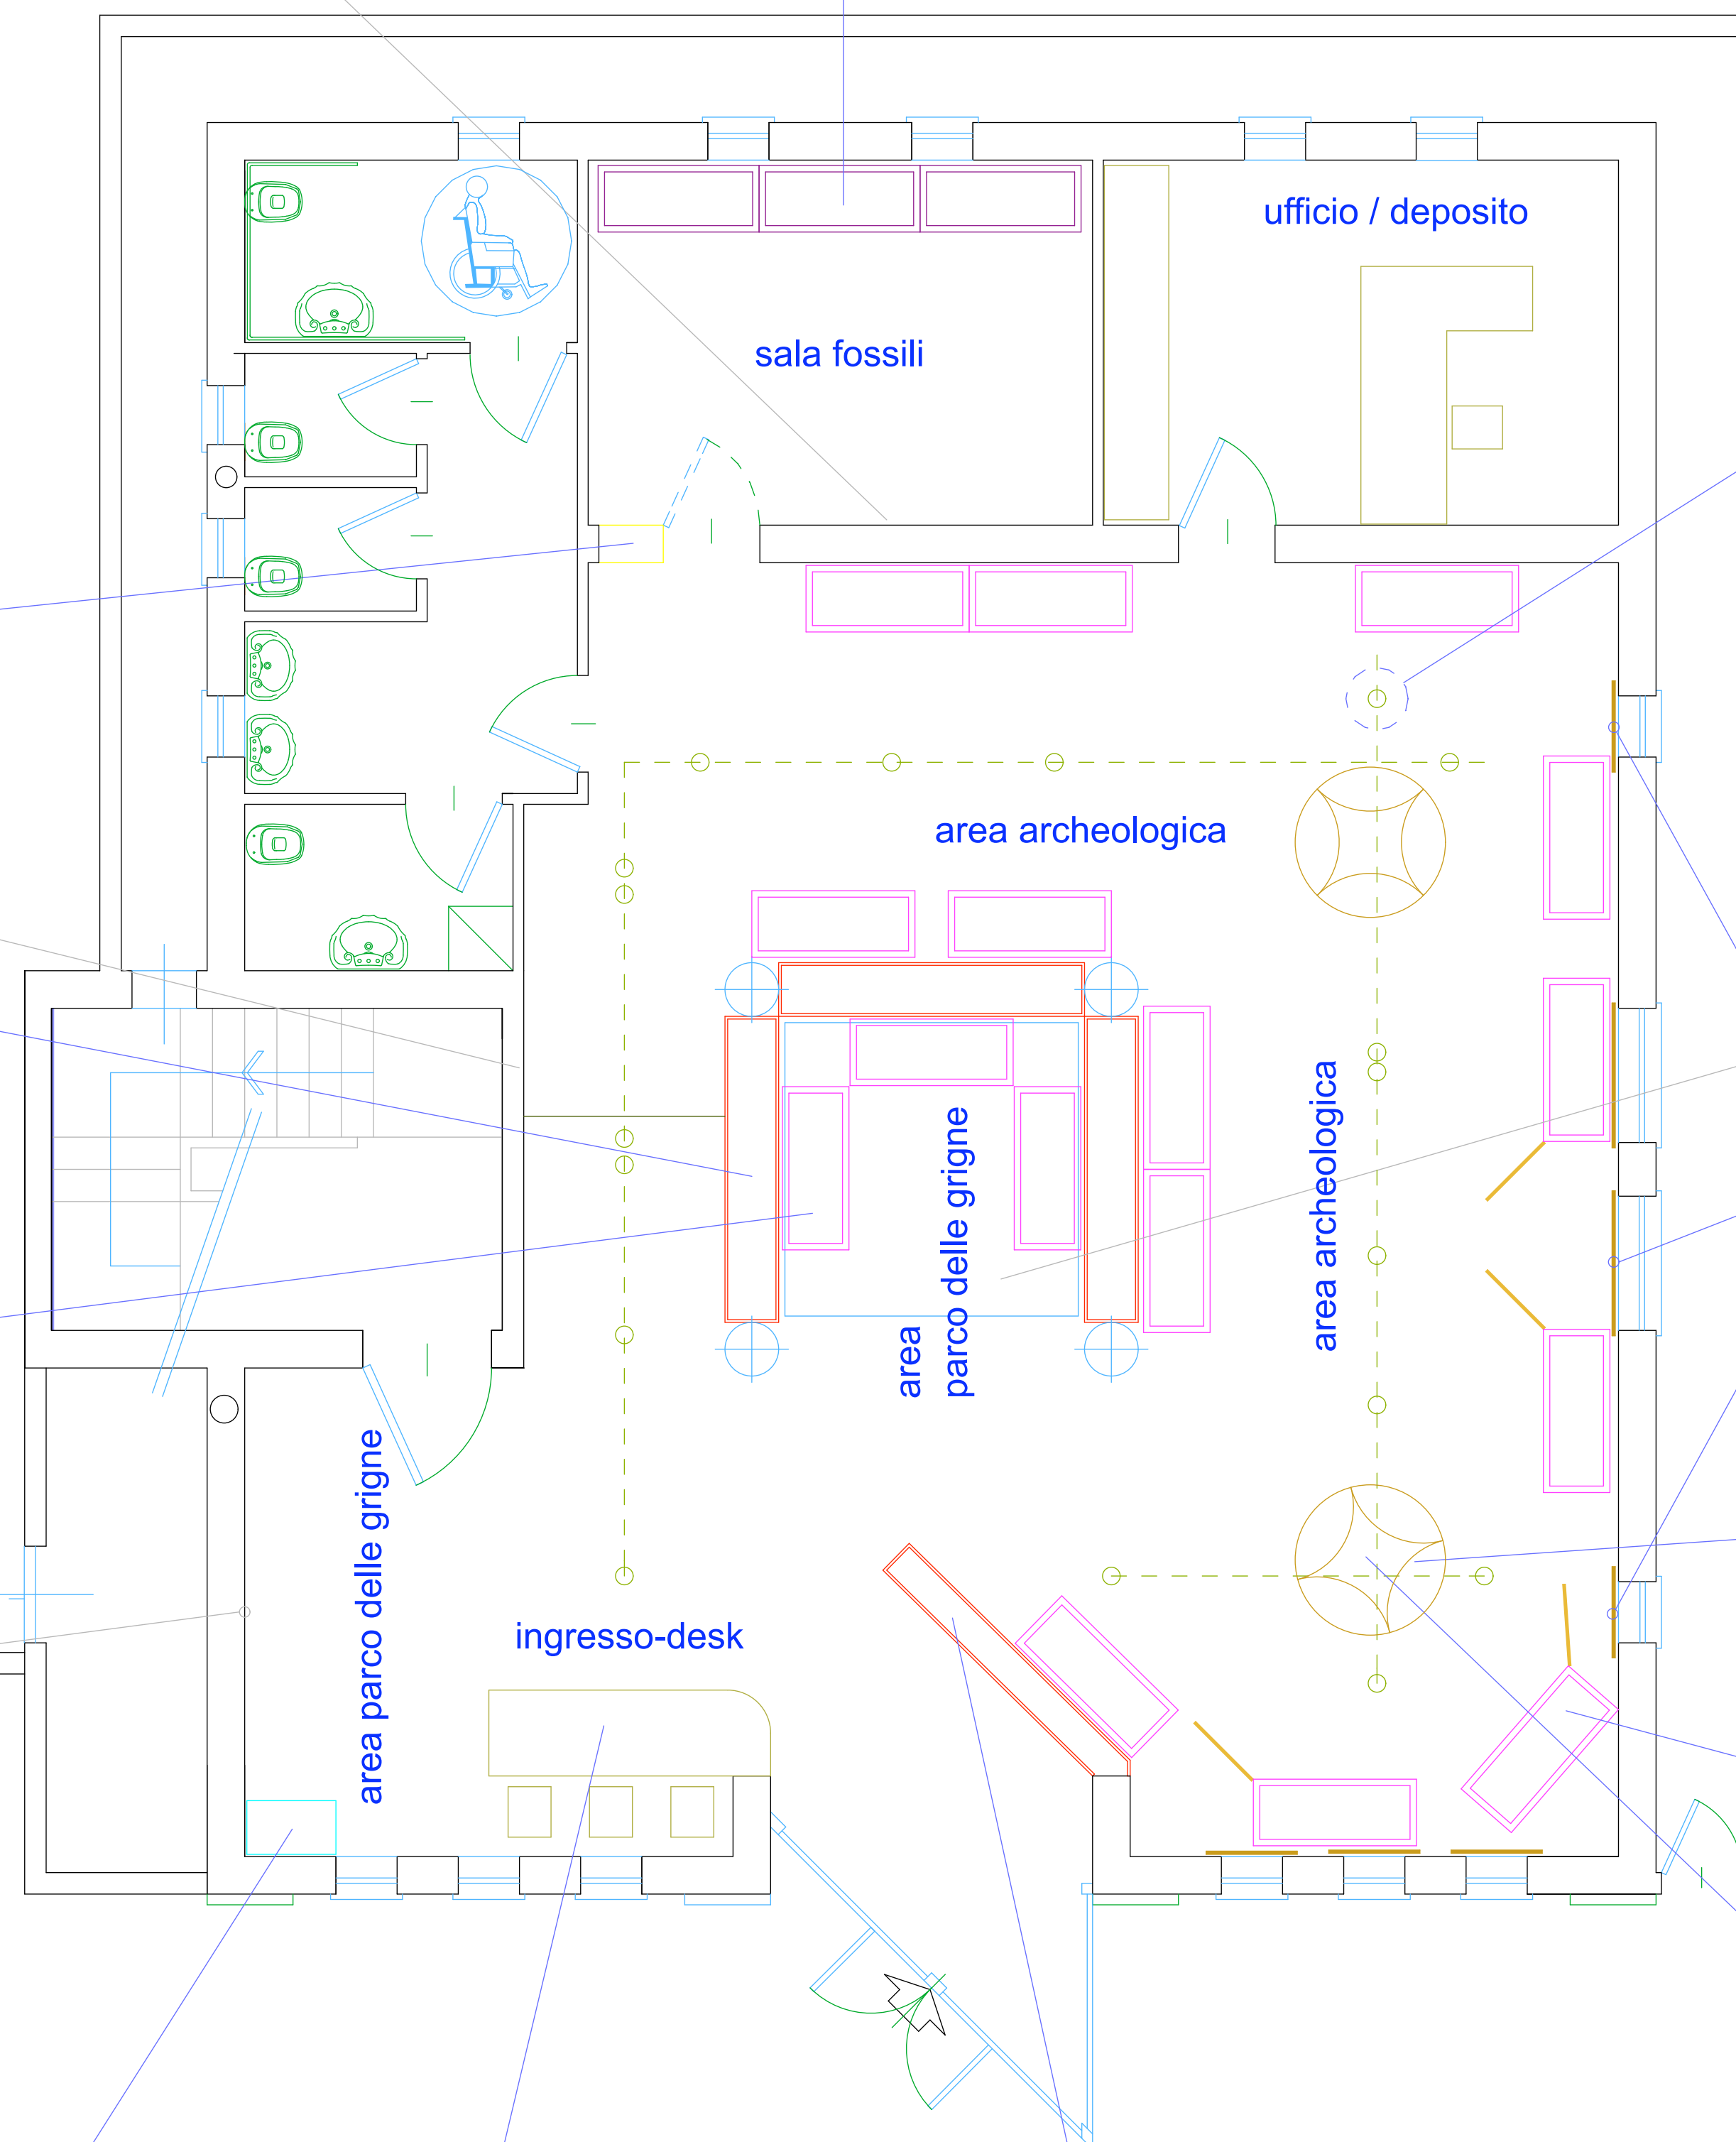 ufficio / deposito
sala fossili
area archeologica
area archeologica
area
parco delle grigne
area parco delle grigne
ingresso-desk